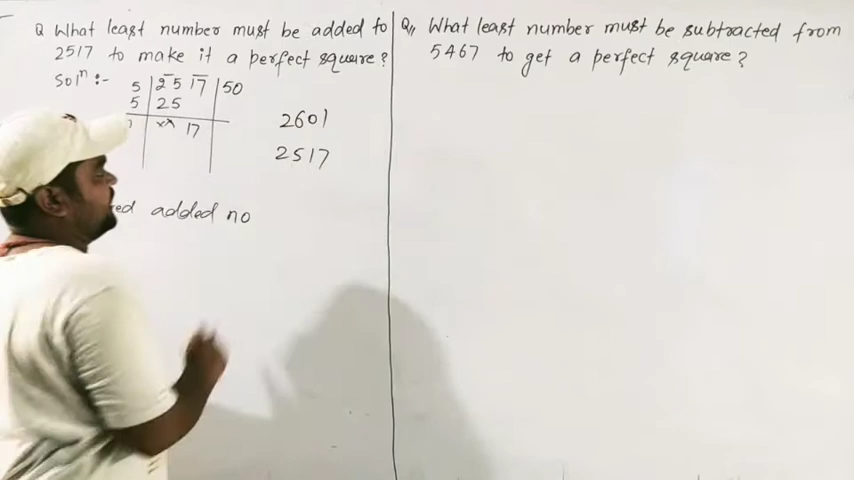 Q What least number must be added to
2517 to make it a perfect square?
Solⁿ :-
5 25 17 50
5 25
xx 17
2601
2517
added no
Q,, What least number must be subtracted from
5467 to get a perfect square?